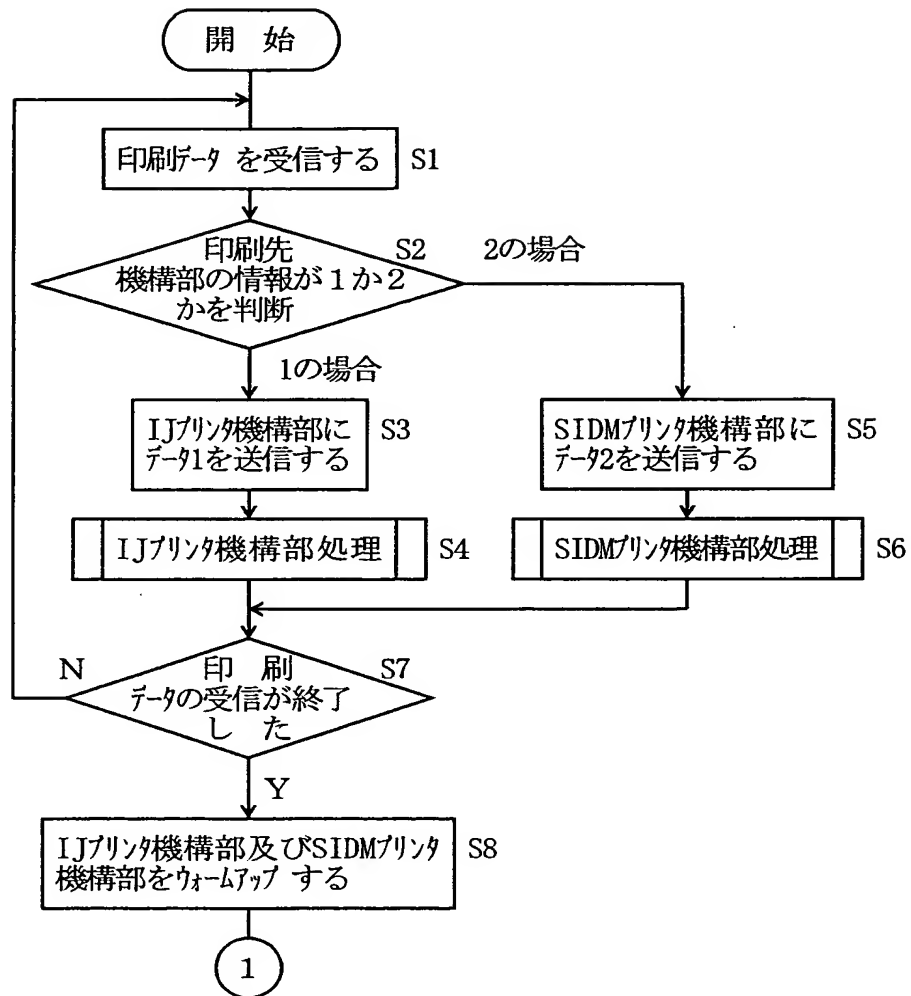 開 始
印刷ﾃﾞｰﾀ を受信する S1
印刷先 S2
機構部の情報が１か２
かを判断
2の場合
1の場合
IJﾌﾟﾘﾝﾀ機構部に S3
ﾃﾞｰﾀ1を送信する
SIDMﾌﾟﾘﾝﾀ機構部に S5
ﾃﾞｰﾀ2を送信する
IJﾌﾟﾘﾝﾀ機構部処理 S4
SIDMﾌﾟﾘﾝﾀ機構部処理 S6
N
印 刷 S7
ﾃﾞｰﾀの受信が終了
し た
Y
IJﾌﾟﾘﾝﾀ機構部及びSIDMﾌﾟﾘﾝﾀ S8
機構部をｳｫｰﾑｱｯﾌﾟ する
1